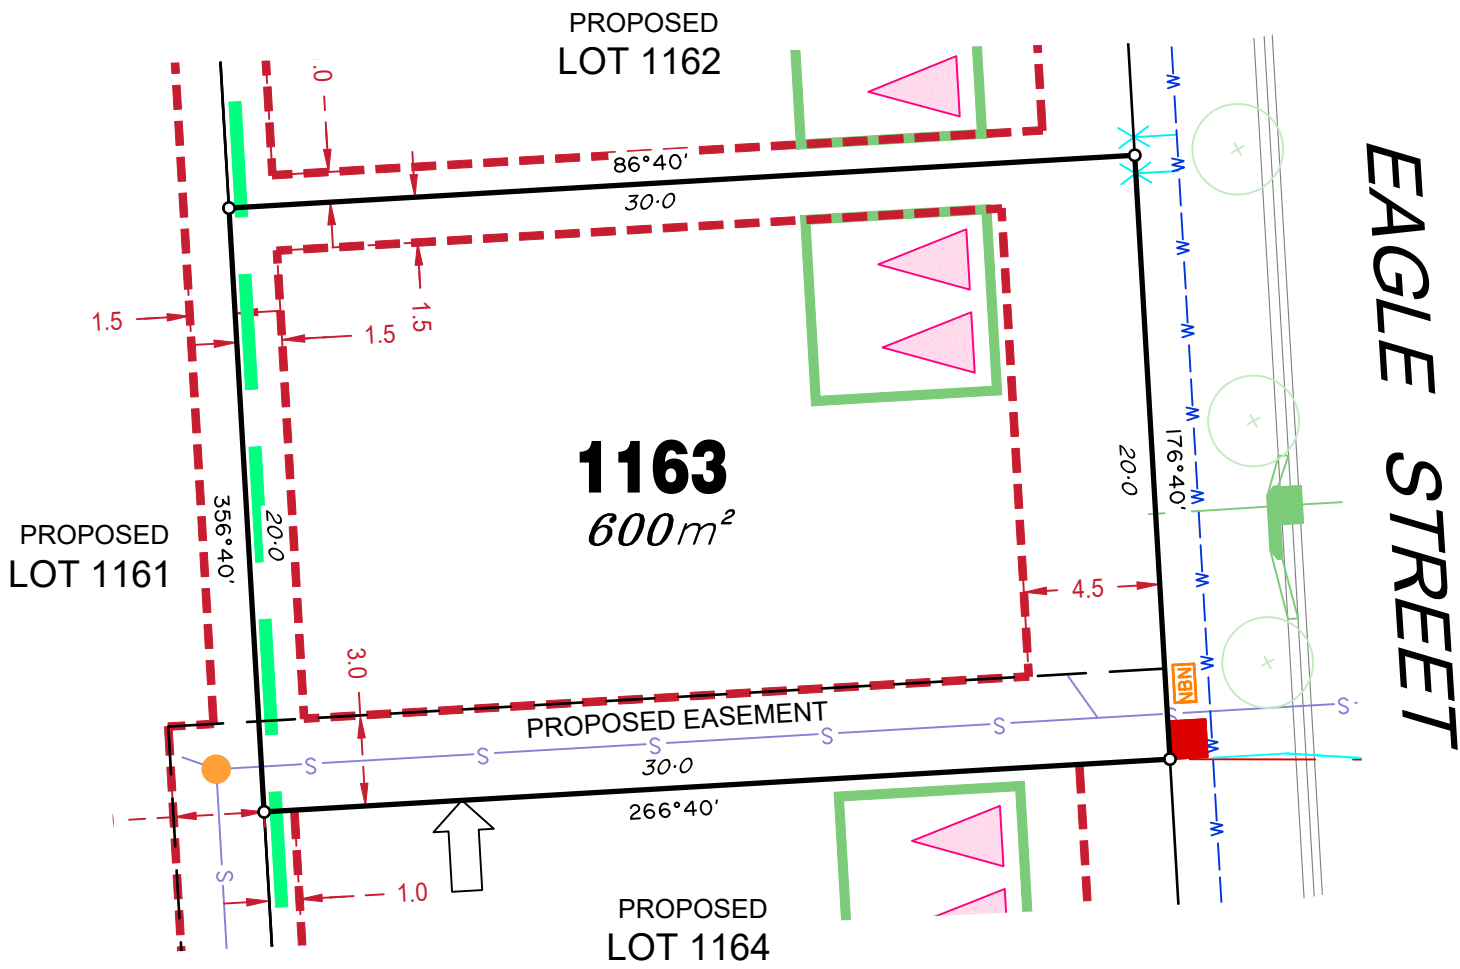 PROPOSED
LOT 1162
.0
86°40'
30·0
1.5
1.5
1.5
EAGLE STREET
W
W
W
W
W
W
W
W
W
W
1163
600m²
20·0
176°40'
356°40'
20·0
PROPOSED
LOT 1161
4.5
3.0
NBN
PROPOSED EASEMENT
S
S
S
S
S
S
S
S
30·0
266°40'
1.0
PROPOSED
LOT 1164